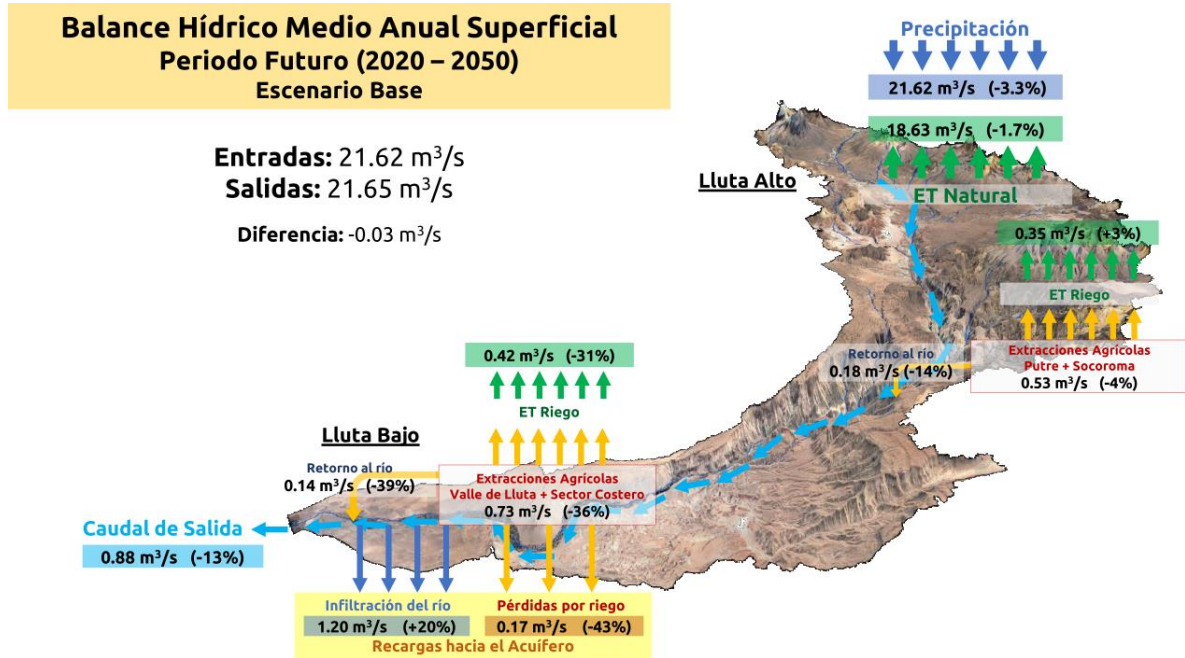 Balance Hídrico Medio Anual Superficial
Periodo Futuro (2020 – 2050)
Escenario Base
Entradas: 21.62 m³/s
Salidas: 21.65 m³/s
Diferencia: -0.03 m³/s
Precipitación
21.62 m³/s (-3.3%)
18.63 m³/s (-1.7%)
ET Natural
Lluta Alto
0.35 m³/s (+3%)
ET Riego
Retorno al río
0.18 m³/s (-14%)
Extracciones Agrícolas
Putre + Socoroma
0.53 m³/s (-4%)
0.42 m³/s (-31%)
ET Riego
Lluta Bajo
Retorno al río
0.14 m³/s (-39%)
Extracciones Agrícolas
Valle de Lluta + Sector Costero
0.73 m³/s (-36%)
Caudal de Salida
0.88 m³/s (-13%)
Infiltración del río
1.20 m³/s (+20%)
Pérdidas por riego
0.17 m³/s (-43%)
Recargas hacia el Acuífero